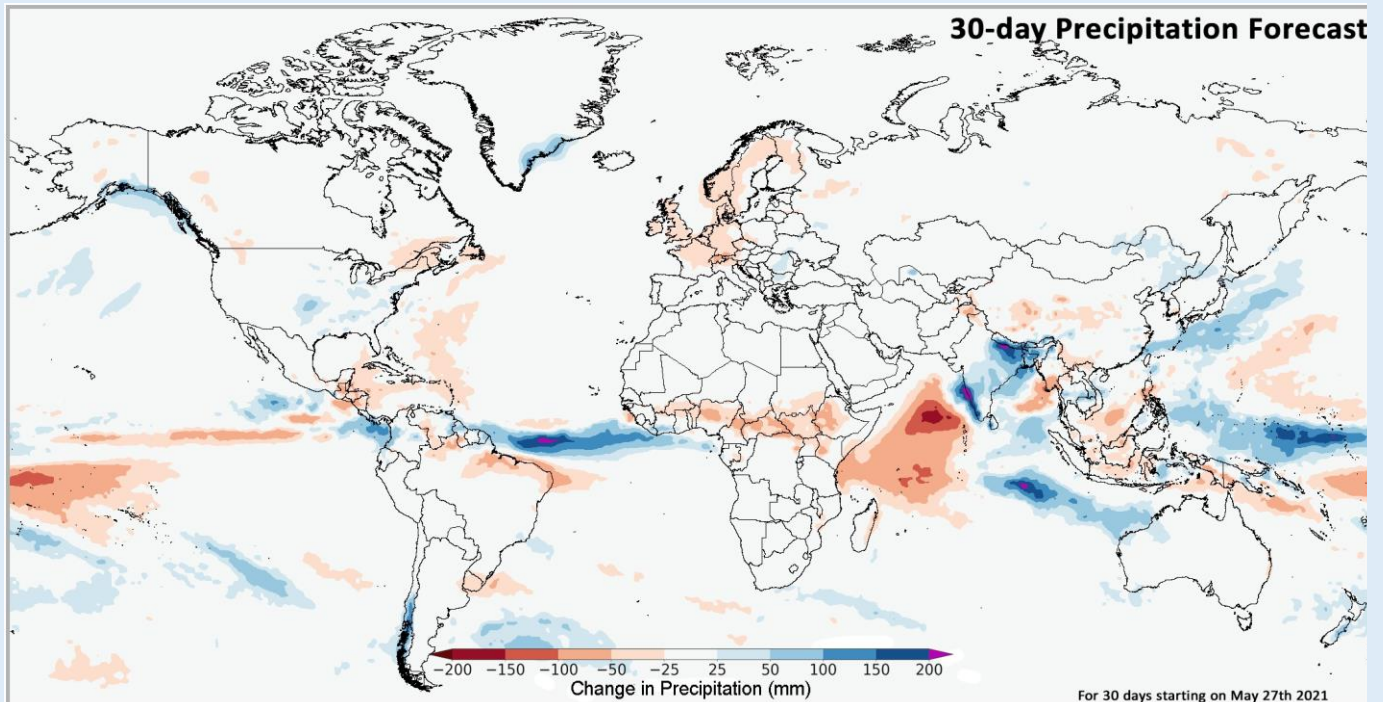 30-day Precipitation Forecast
−200 −150 −100 −50 −25 25 50 100 150 200
Change in Precipitation (mm)
For 30 days starting on May 27th 2021